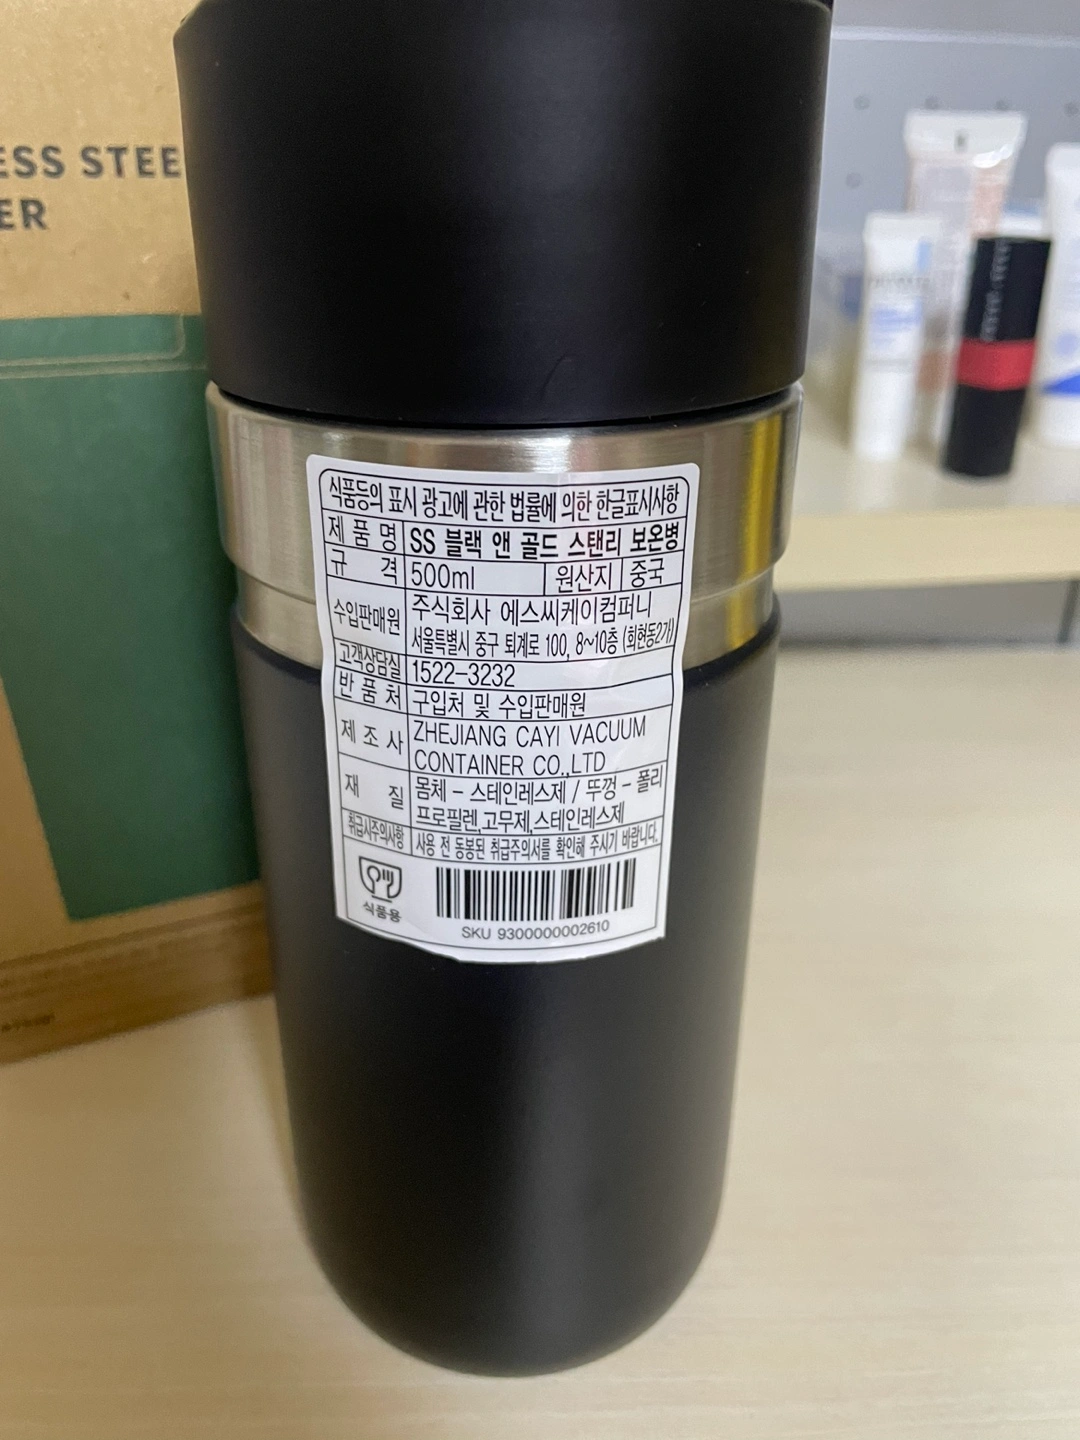 ESS STEE
ER
식품등의 표시 광고에 관한 법률에 의한 한글표시사항
제품명 SS 블랙 앤 골드 스탠리 보온병
규격 500ml 원산지 중국
수입판매원 주식회사 에스씨케이컴퍼니
서울특별시 중구 퇴계로 100, 8~10층 (회현동2가)
고객상담실 1522-3232
반품처 구입처 및 수입판매원
제조사 ZHEJIANG CAYI VACUUM
CONTAINER CO.,LTD
재질 몸체 - 스테인레스제 / 뚜껑 - 폴리
프로필렌,고무제,스테인레스제
취급시주의사항 사용 전 동봉된 취급주의서를 확인해 주시기 바랍니다.
식품용
SKU 9300000002610